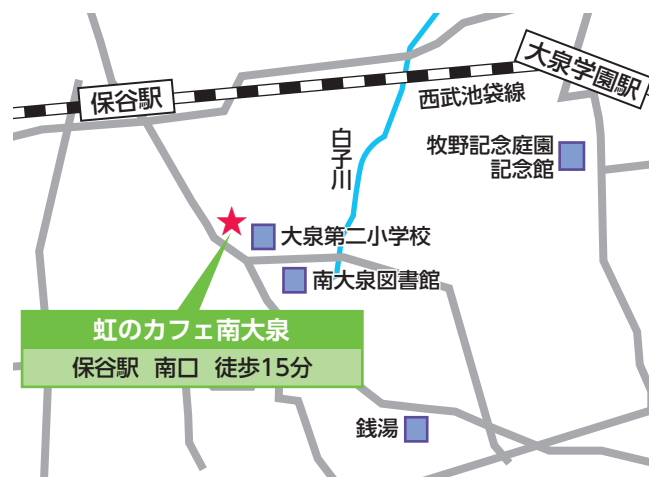 大泉学園駅
保谷駅
西武池袋線
白子川
牧野記念庭園
記念館
大泉第二小学校
南大泉図書館
虹のカフェ南大泉
保谷駅 南口 徒歩15分
銭湯